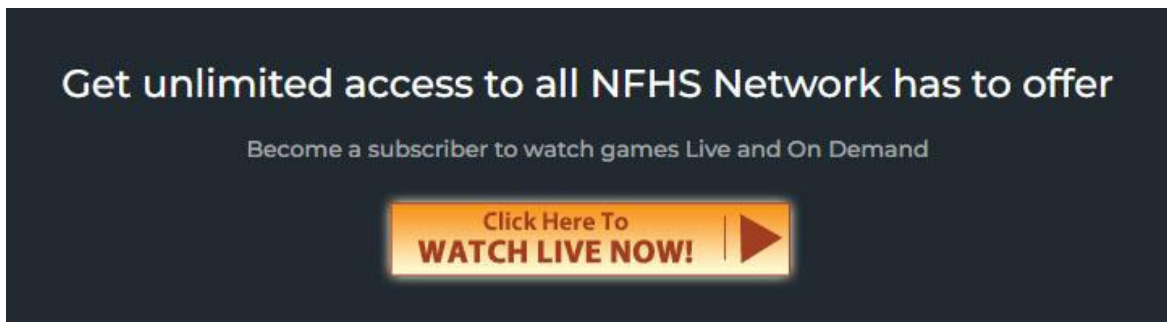 Get unlimited access to all NFHS Network has to offer
Become a subscriber to watch games Live and On Demand
Click Here To
WATCH LIVE NOW!